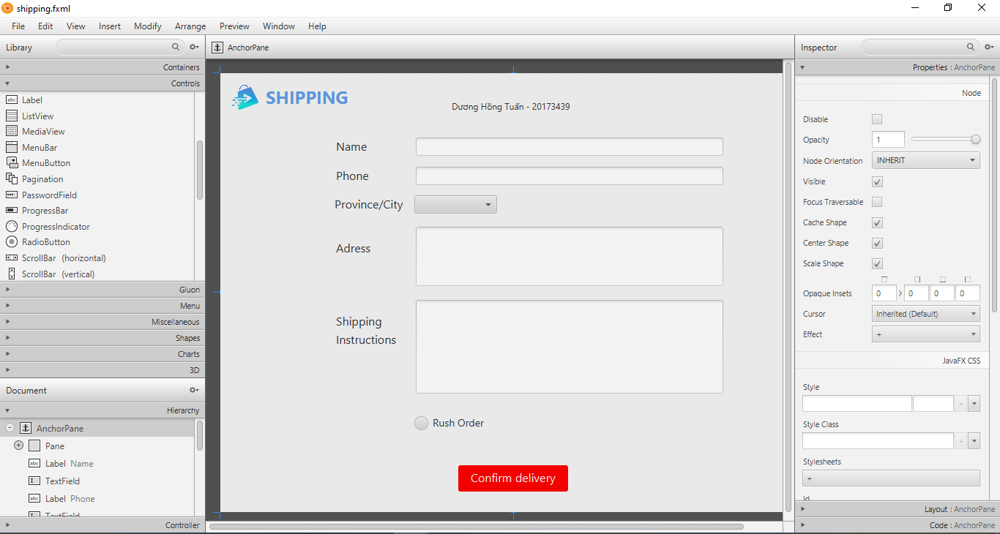 shipping.fxml
File Edit View Insert Modify Arrange Preview Window Help
Library
Containers
Controls
abc Label
ListView
MediaView
MenuBar
MenuButton
Pagination
PasswordField
ProgressBar
ProgressIndicator
RadioButton
ScrollBar (horizontal)
ScrollBar (vertical)
Gluon
Menu
Miscellaneous
Shapes
Charts
3D
Document
Hierarchy
AnchorPane
Pane
abc Label Name
TextField
abc Label Phone
TextField
Controller
AnchorPane
SHIPPING
Dương Hồng Tuấn - 20173439
Name
Phone
Province/City
Adress
Shipping
Instructions
Rush Order
Confirm delivery
Inspector
Properties : AnchorPane
Node
Disable
Opacity 1
Node Orientation INHERIT
Visible
Focus Traversable
Cache Shape
Center Shape
Scale Shape
Opaque Insets 0 > 0 0 0
Cursor Inherited (Default)
Effect +
JavaFX CSS
Style
+
Style Class
+
Stylesheets
+
Id
Layout : AnchorPane
Code : AnchorPane